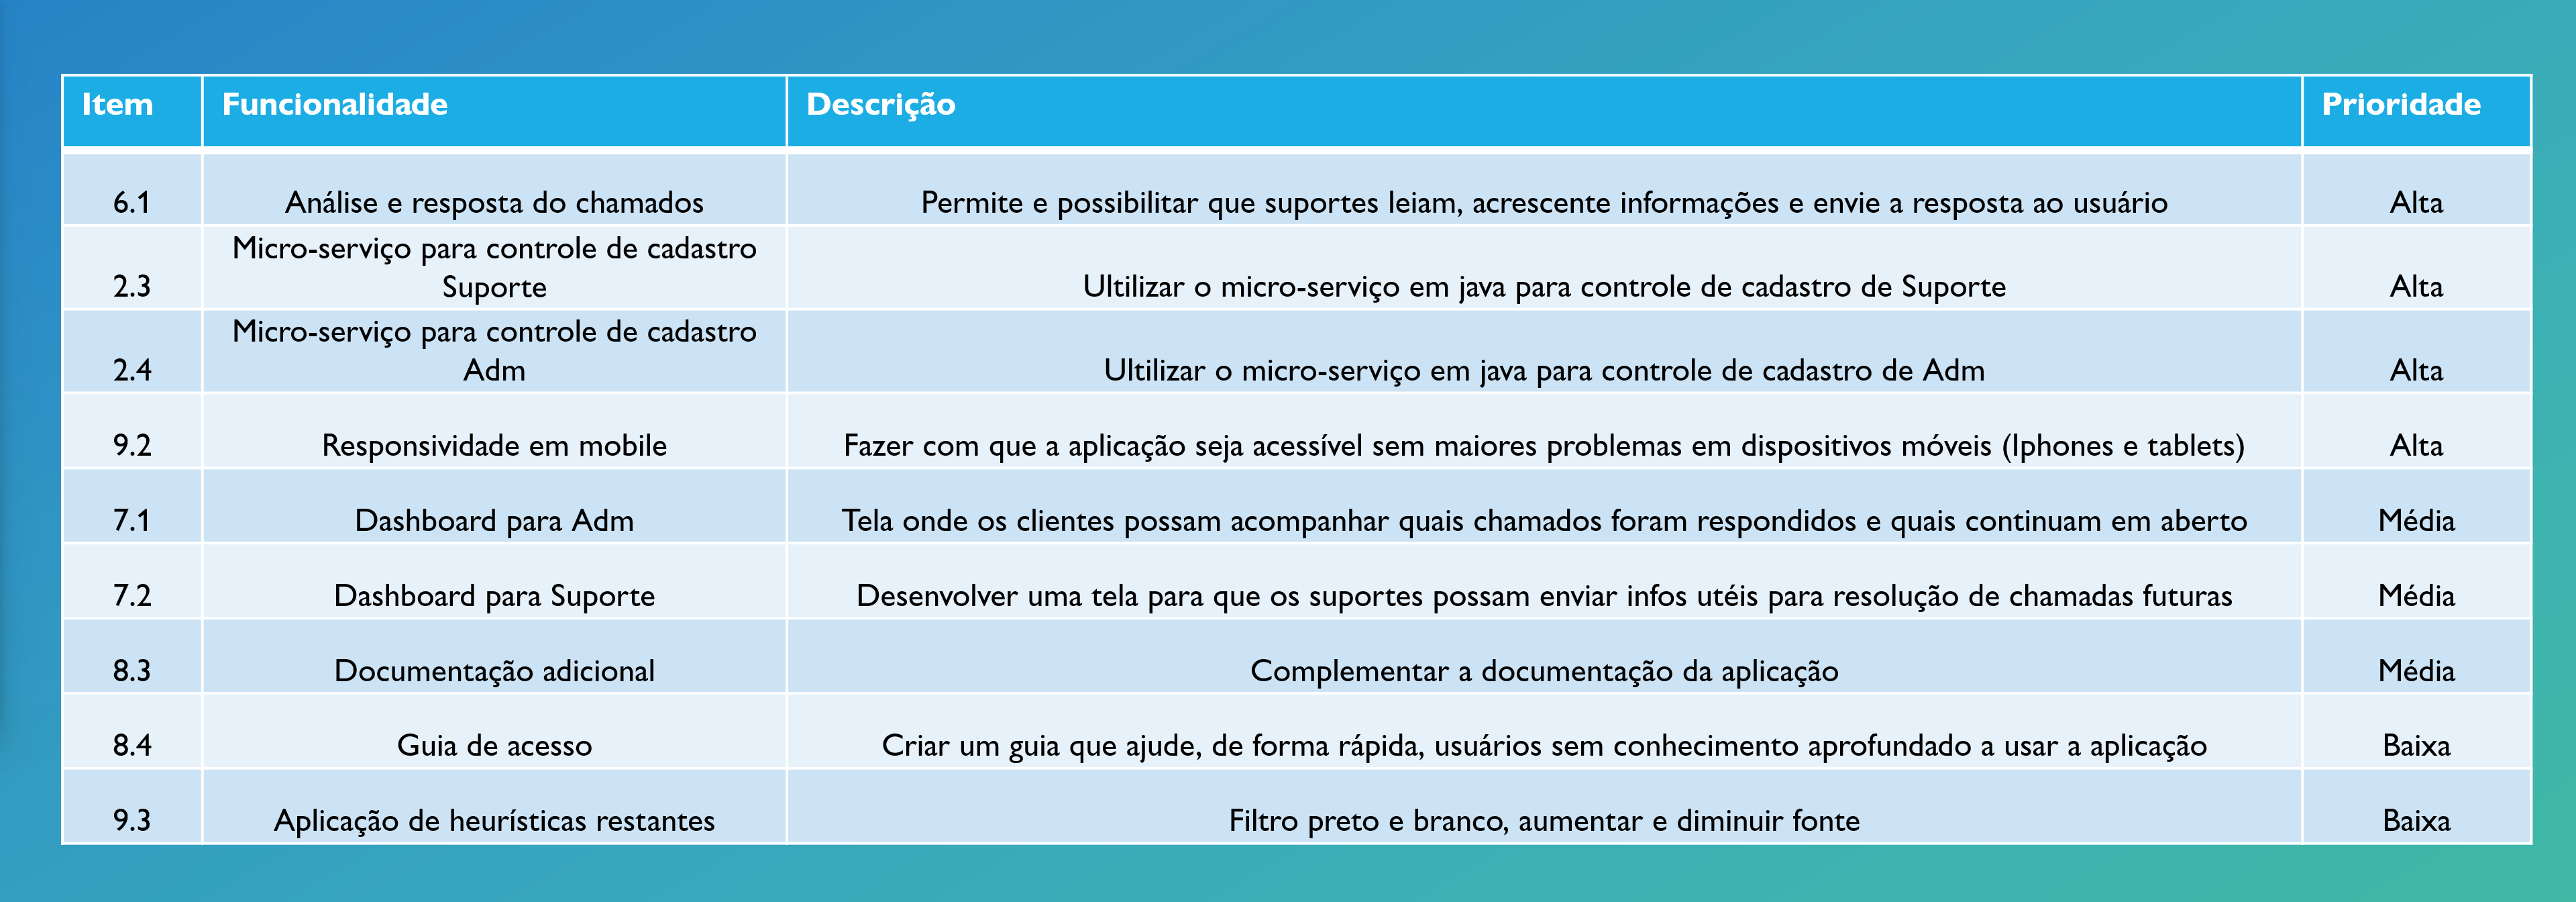 Item Funcionalidade Descrição Prioridade
6.1 Análise e resposta do chamados Permite e possibilitar que suportes leiam, acrescente informações e envie a resposta ao usuário Alta
Micro-serviço para controle de cadastro
2.3 Suporte Ultilizar o micro-serviço em java para controle de cadastro de Suporte Alta
Micro-serviço para controle de cadastro
2.4 Adm Ultilizar o micro-serviço em java para controle de cadastro de Adm Alta
9.2 Responsividade em mobile Fazer com que a aplicação seja acessível sem maiores problemas em dispositivos móveis (Iphones e tablets) Alta
7.1 Dashboard para Adm Tela onde os clientes possam acompanhar quais chamados foram respondidos e quais continuam em aberto Média
7.2 Dashboard para Suporte Desenvolver uma tela para que os suportes possam enviar infos utéis para resolução de chamadas futuras Média
8.3 Documentação adicional Complementar a documentação da aplicação Média
8.4 Guia de acesso Criar um guia que ajude, de forma rápida, usuários sem conhecimento aprofundado a usar a aplicação Baixa
9.3 Aplicação de heurísticas restantes Filtro preto e branco, aumentar e diminuir fonte Baixa